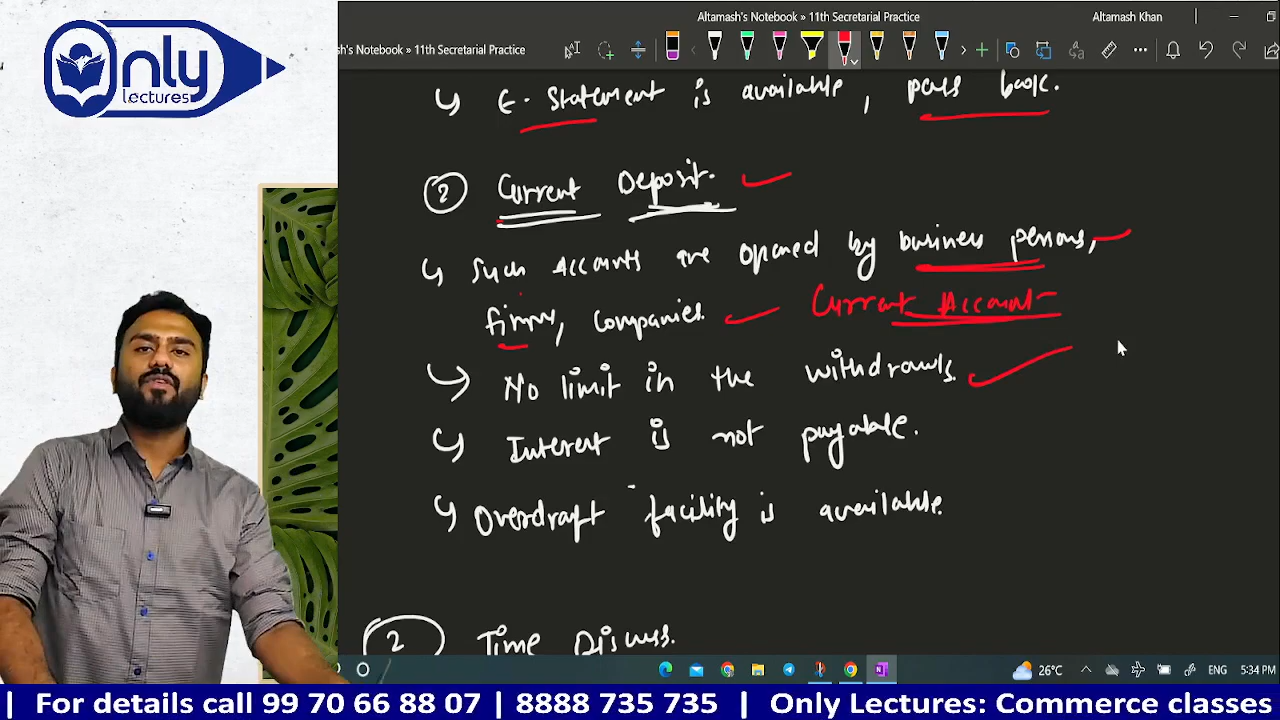 Only
lectures
Altamash's Notebook » 11th Secretarial Practice
Altamash Khan
h's Notebook » 11th Secretarial Practice
↳ E-Statement is available, pass book.
② Current Deposit.
↳ Such Accounts are opened by business persons,
firms, Companies. Current Account
↳ No limit in the withdrawls.
↳ Interest is not payable.
↳ Overdraft facility is available.
2 Time Discuss.
26°C
ENG
5:34 PM
| For details call 99 70 66 88 07 | 8888 735 735 | Only Lectures: Commerce classes